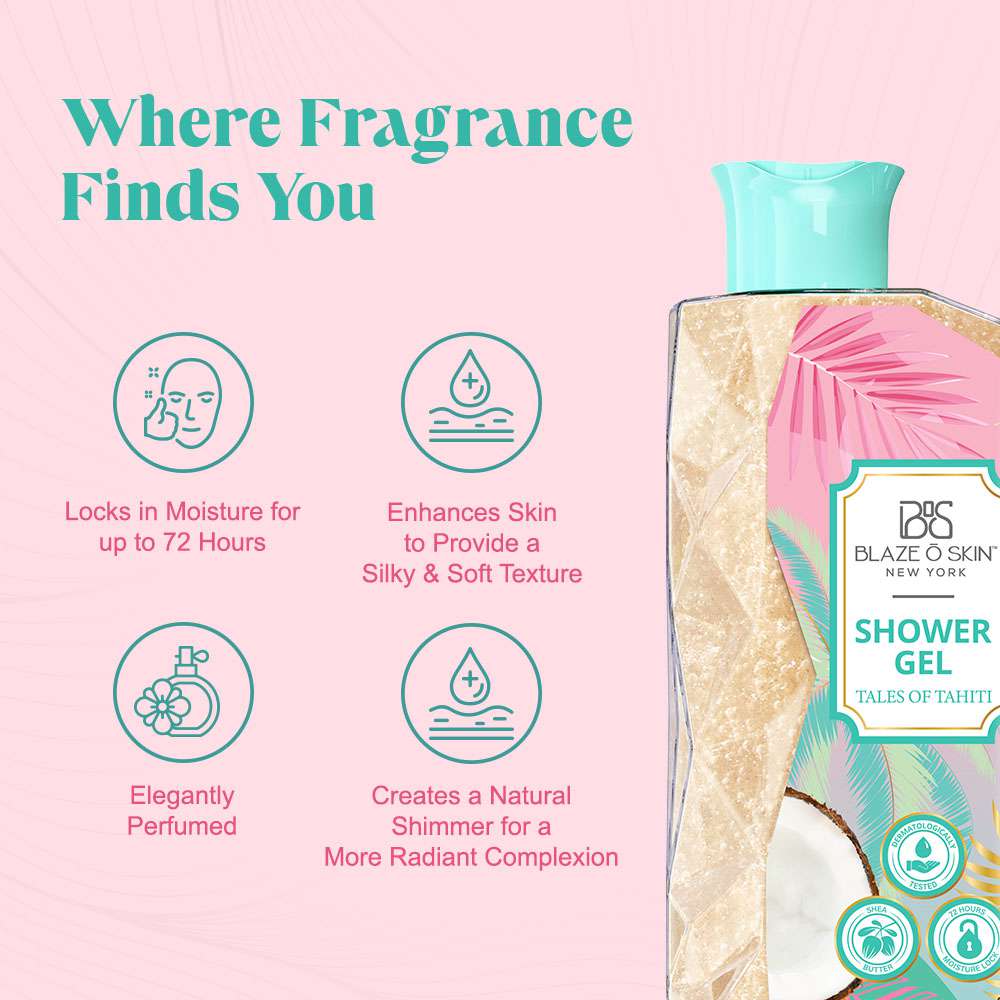 Where Fragrance
Finds You
Locks in Moisture for
up to 72 Hours
Enhances Skin
to Provide a
Silky & Soft Texture
Elegantly
Perfumed
Creates a Natural
Shimmer for a
More Radiant Complexion
BS
BLAZE Ō SKIN™
NEW YORK
SHOWER
GEL
TALES OF TAHITI
DERMATOLOGICALLY
TESTED
SHEA
BUTTER
72 HOURS
MOISTURE LOCK